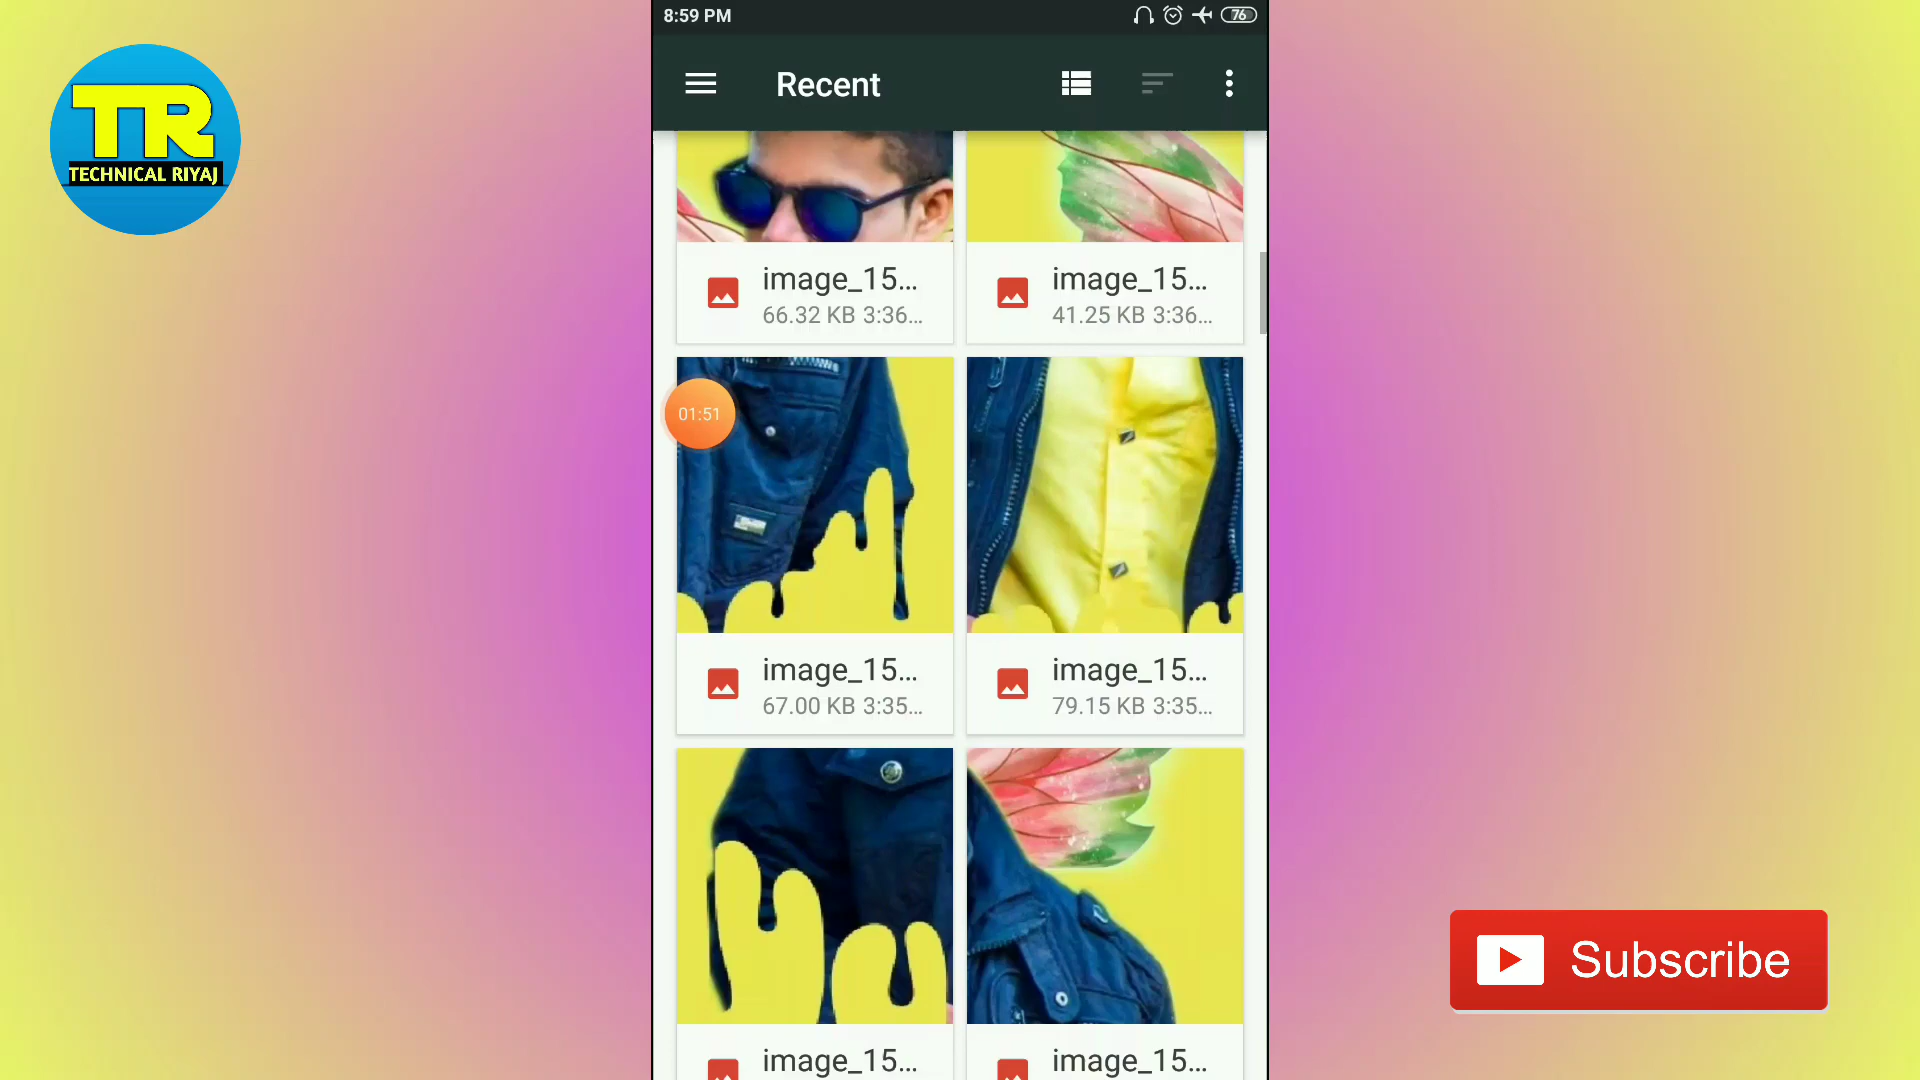 8:59 PM
76
Recent
TR
TECHNICAL RIYAJ
image_15...
66.32 KB 3:36...
image_15...
41.25 KB 3:36...
01:51
image_15...
67.00 KB 3:35...
image_15...
79.15 KB 3:35...
image_15...
image_15...
Subscribe